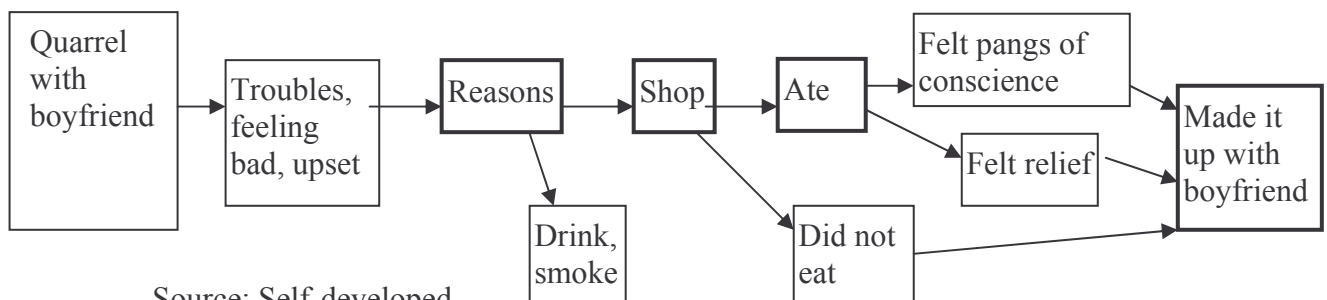 Quarrel
with
boyfriend
Troubles,
feeling
bad, upset
Reasons
Drink,
smoke
Shop
Ate
Did not
eat
Felt pangs of
conscience
Felt relief
Made it
up with
boyfriend
Source: Self-developed